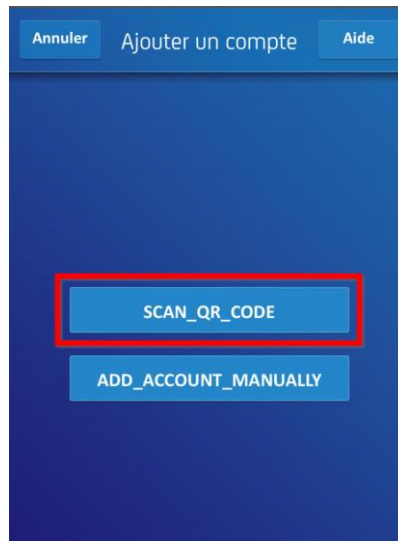 Annuler Ajouter un compte Aide
SCAN_QR_CODE
ADD_ACCOUNT_MANUALLY